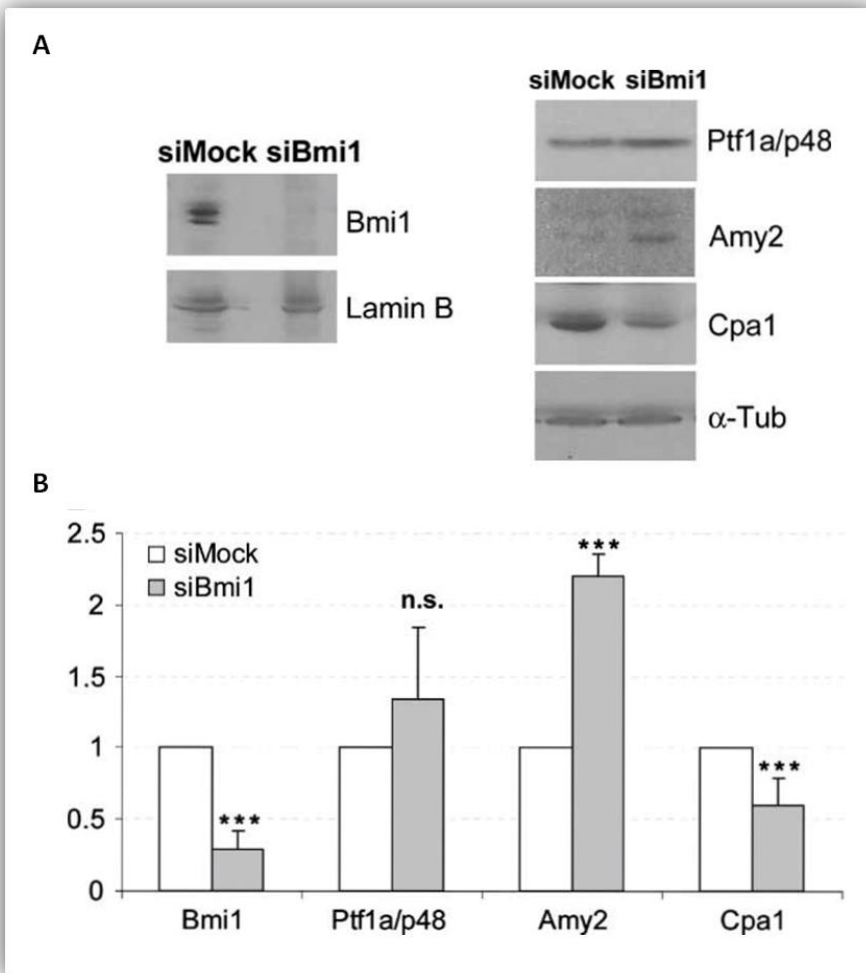 A
siMock siBmi1
Bmi1
Lamin B
siMock siBmi1
Ptf1a/p48
Amy2
Cpa1
α-Tub
B
2.5
2
1.5
1
0.5
0
siMock
siBmi1
***
n.s.
***
***
Bmi1 Ptf1a/p48 Amy2 Cpa1